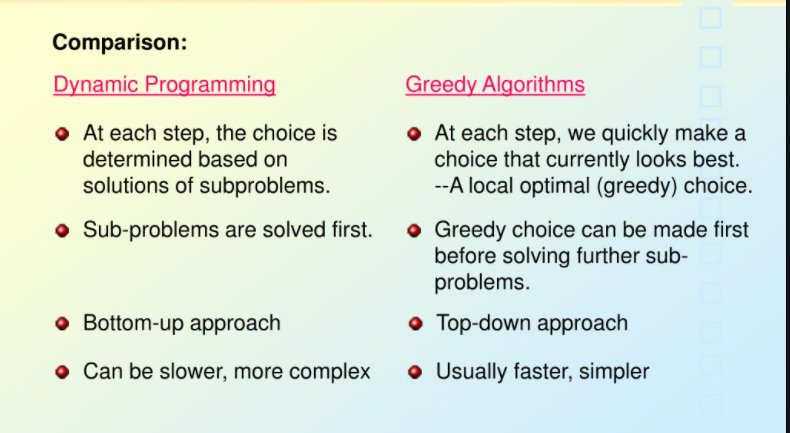 Comparison:
Dynamic Programming
At each step, the choice is
determined based on
solutions of subproblems.
Sub-problems are solved first.
Bottom-up approach
Can be slower, more complex
Greedy Algorithms
At each step, we quickly make a
choice that currently looks best.
--A local optimal (greedy) choice.
Greedy choice can be made first
before solving further sub-
problems.
Top-down approach
Usually faster, simpler